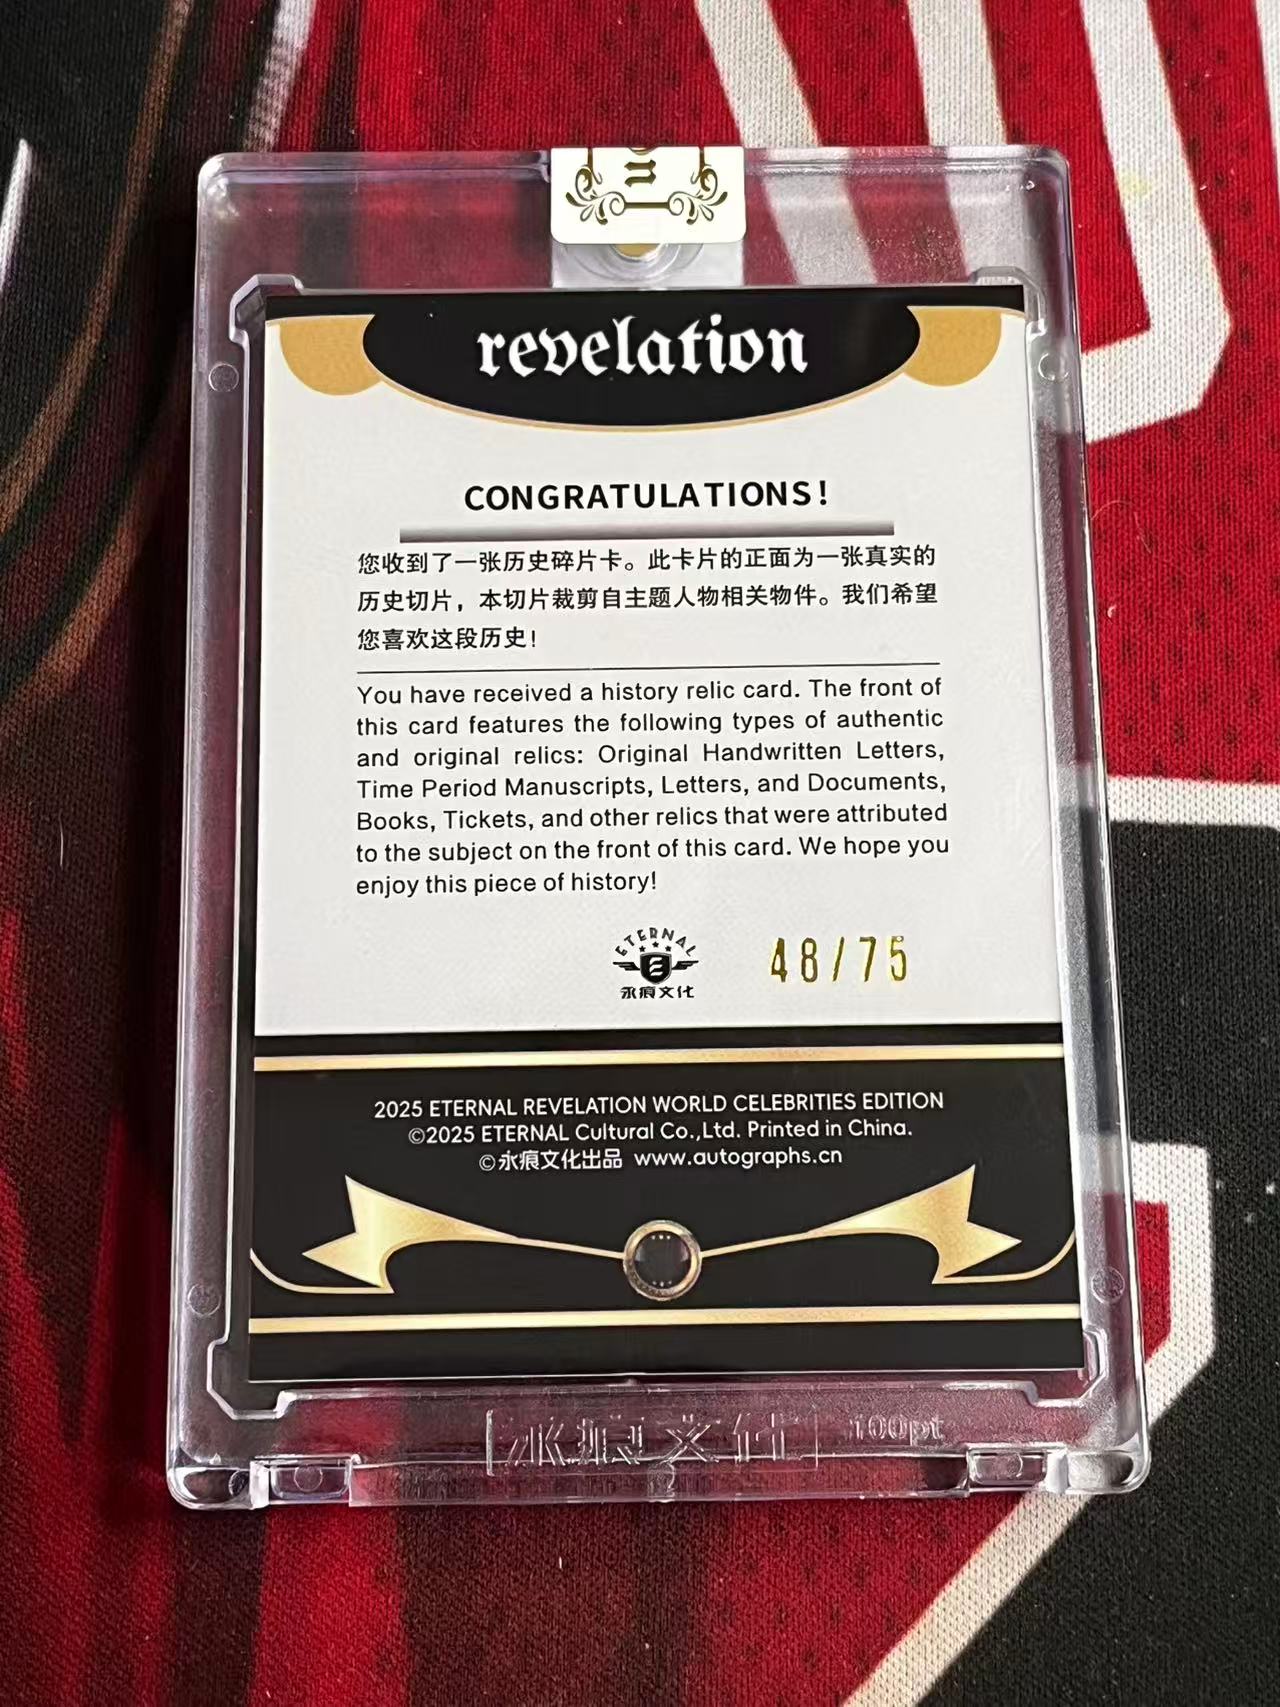 revelation
CONGRATULATIONS!
您收到了一张历史碎片卡。此卡片的正面为一张真实的
历史切片，本切片裁剪自主题人物相关物件。我们希望
您喜欢这段历史！
You have received a history relic card. The front of
this card features the following types of authentic
and original relics: Original Handwritten Letters,
Time Period Manuscripts, Letters, and Documents,
Books, Tickets, and other relics that were attributed
to the subject on the front of this card. We hope you
enjoy this piece of history!
ETERNAL
永痕文化
48/75
2025 ETERNAL REVELATION WORLD CELEBRITIES EDITION
©2025 ETERNAL Cultural Co.,Ltd. Printed in China.
©永痕文化出品 www.autographs.cn
永痕文化 100pt